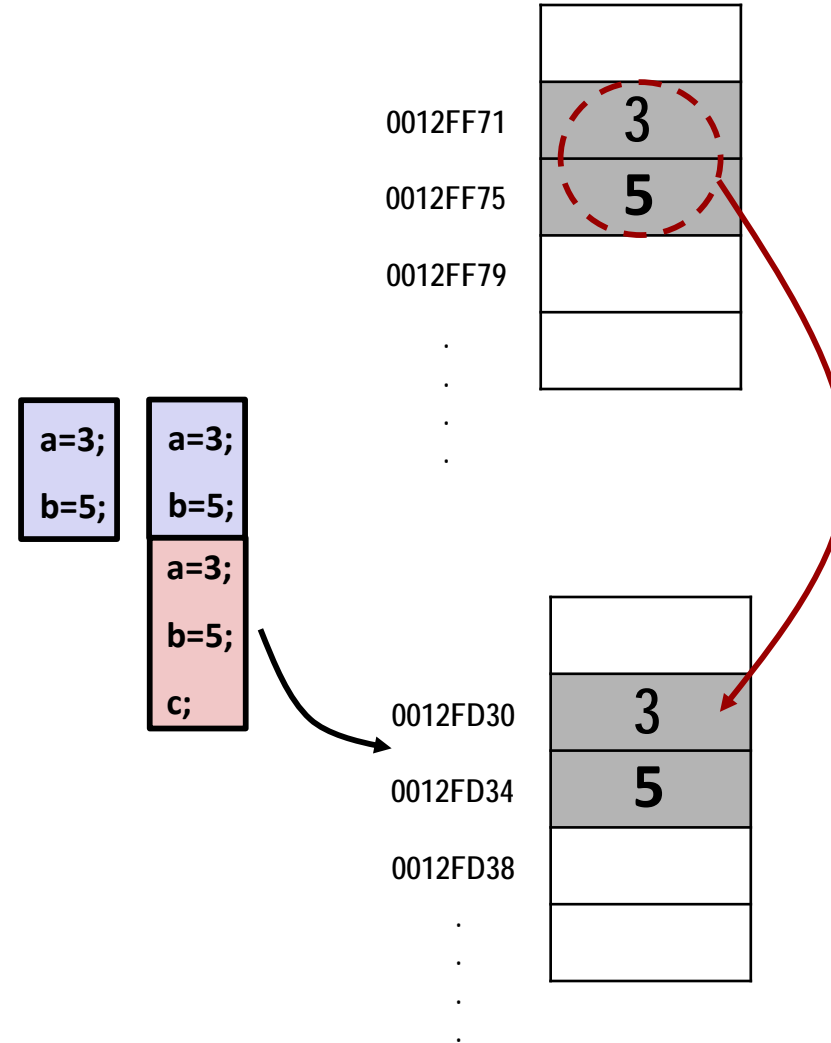 0012FF71 3
0012FF75 5
0012FF79
.
.
.
.
a=3; a=3;
b=5; b=5;
a=3;
b=5;
c;
0012FD30 3
0012FD34 5
0012FD38
.
.
.
.